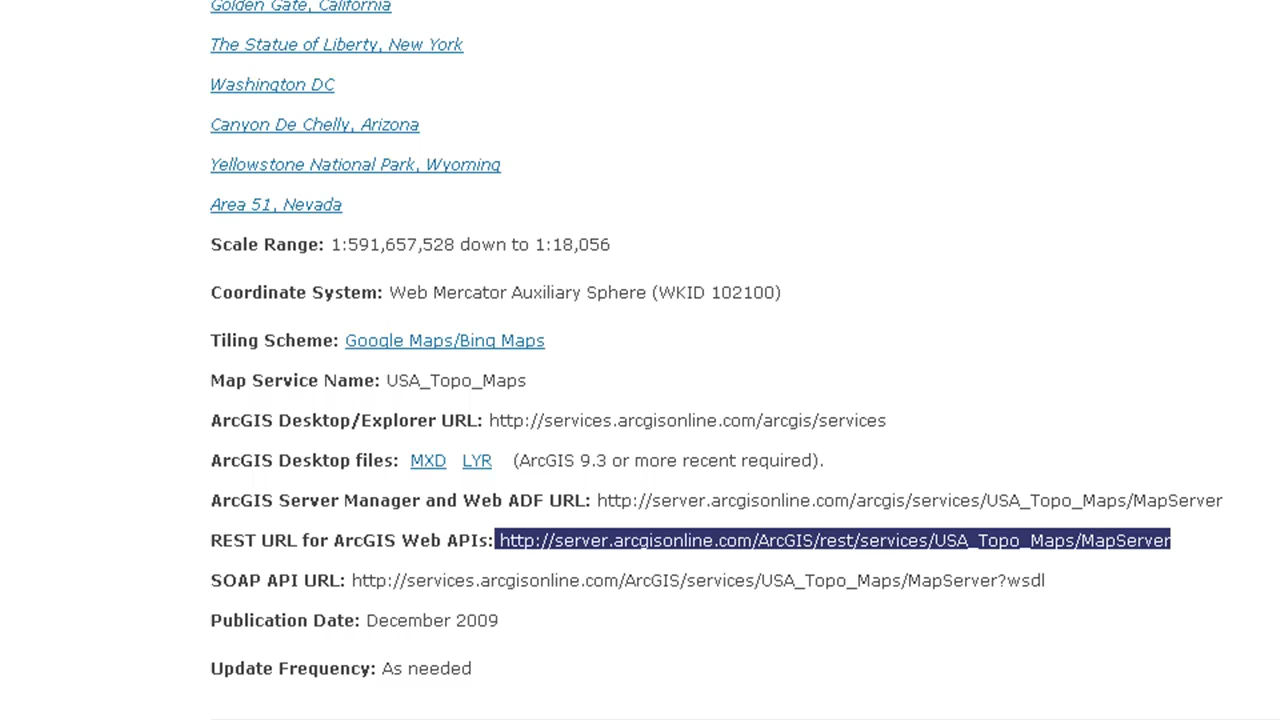 Golden Gate, California
The Statue of Liberty, New York
Washington DC
Canyon De Chelly, Arizona
Yellowstone National Park, Wyoming
Area 51, Nevada
Scale Range: 1:591,657,528 down to 1:18,056
Coordinate System: Web Mercator Auxiliary Sphere (WKID 102100)
Tiling Scheme: Google Maps/Bing Maps
Map Service Name: USA_Topo_Maps
ArcGIS Desktop/Explorer URL: http://services.arcgisonline.com/arcgis/services
ArcGIS Desktop files: MXD LYR (ArcGIS 9.3 or more recent required).
ArcGIS Server Manager and Web ADF URL: http://server.arcgisonline.com/arcgis/services/USA_Topo_Maps/MapServer
REST URL for ArcGIS Web APIs: http://server.arcgisonline.com/ArcGIS/rest/services/USA_Topo_Maps/MapServer
SOAP API URL: http://services.arcgisonline.com/ArcGIS/services/USA_Topo_Maps/MapServer?wsdl
Publication Date: December 2009
Update Frequency: As needed